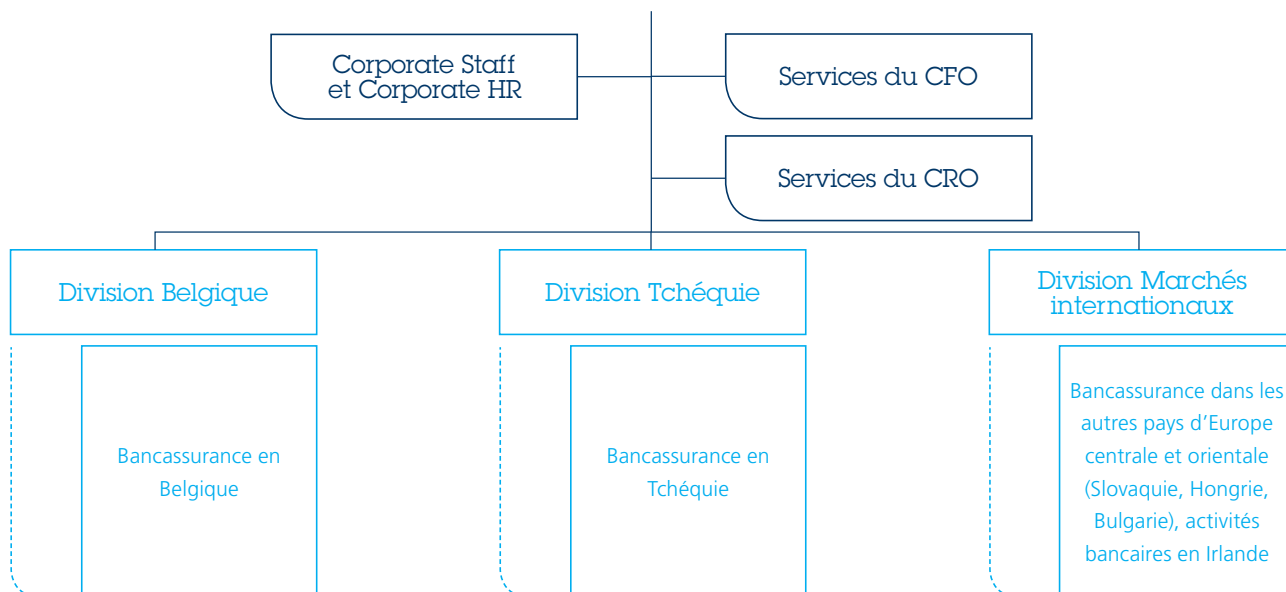 Corporate Staff
et Corporate HR
Services du CFO
Services du CRO
Division Belgique
Division Tchéquie
Division Marchés
internationaux
Bancassurance en
Belgique
Bancassurance en
Tchéquie
Bancassurance dans les
autres pays d’Europe
centrale et orientale
(Slovaquie, Hongrie,
Bulgarie), activités
bancaires en Irlande